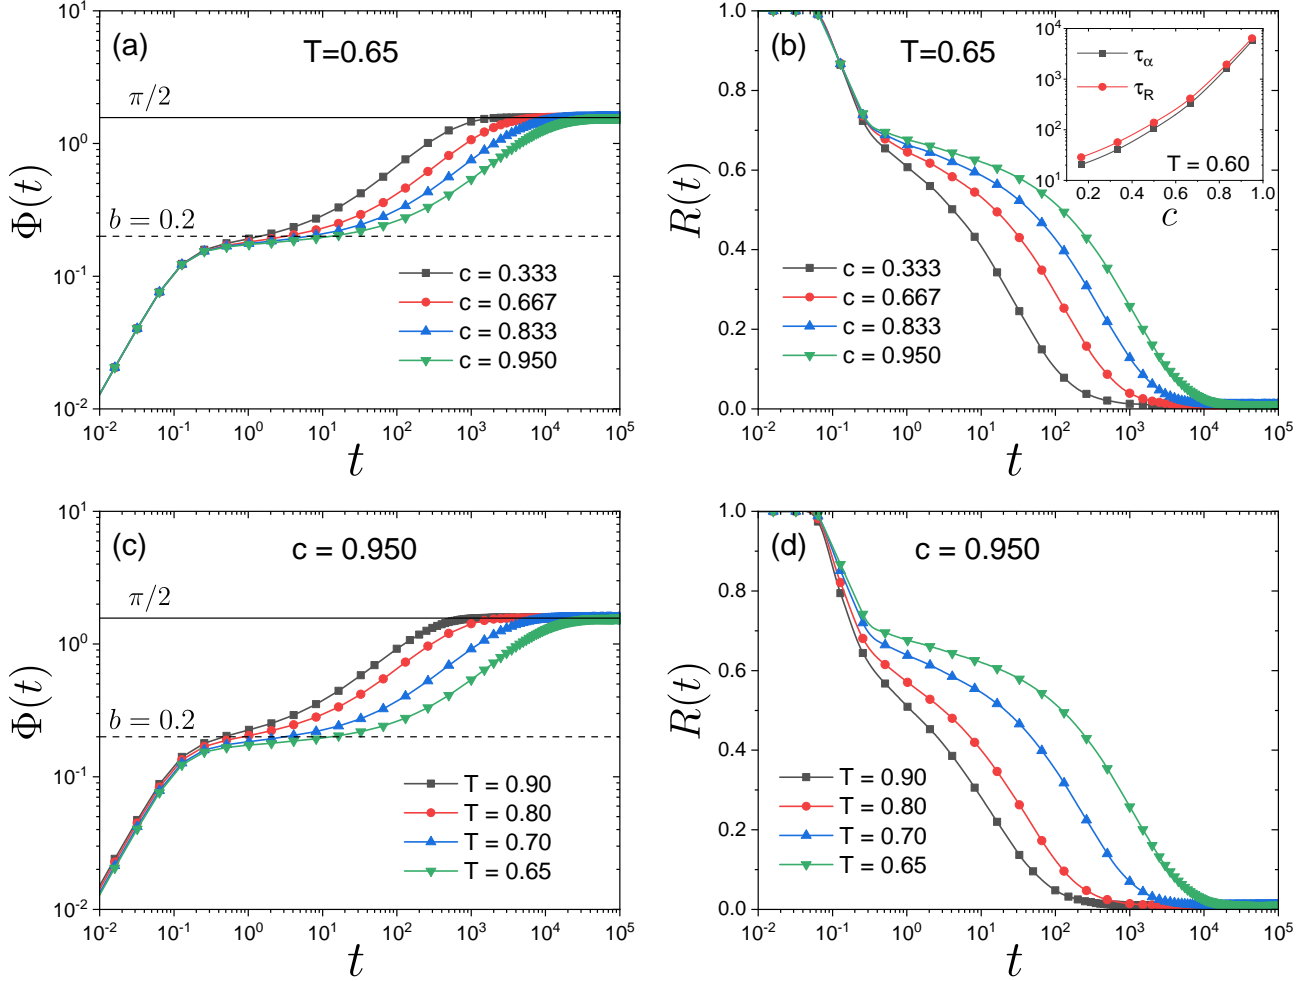 (a)
T=0.65
10^1
π/2
10^0
b = 0.2
10^-1
c = 0.333
c = 0.667
c = 0.833
c = 0.950
10^-2
10^-2 10^-1 10^0 10^1 10^2 10^3 10^4 10^5
Φ(t)
t
(b)
T=0.65
1.0
0.8
0.6
0.4
0.2
0.0
c = 0.333
c = 0.667
c = 0.833
c = 0.950
10^-2 10^-1 10^0 10^1 10^2 10^3 10^4 10^5
R(t)
t
10^4
10^3
10^2
10^1
τ_α
τ_R
T = 0.60
0.2 0.4 0.6 0.8 1.0
c
(c)
c = 0.950
10^1
π/2
10^0
b = 0.2
10^-1
T = 0.90
T = 0.80
T = 0.70
T = 0.65
10^-2
10^-2 10^-1 10^0 10^1 10^2 10^3 10^4 10^5
Φ(t)
t
(d)
c = 0.950
1.0
0.8
0.6
0.4
0.2
0.0
T = 0.90
T = 0.80
T = 0.70
T = 0.65
10^-2 10^-1 10^0 10^1 10^2 10^3 10^4 10^5
R(t)
t